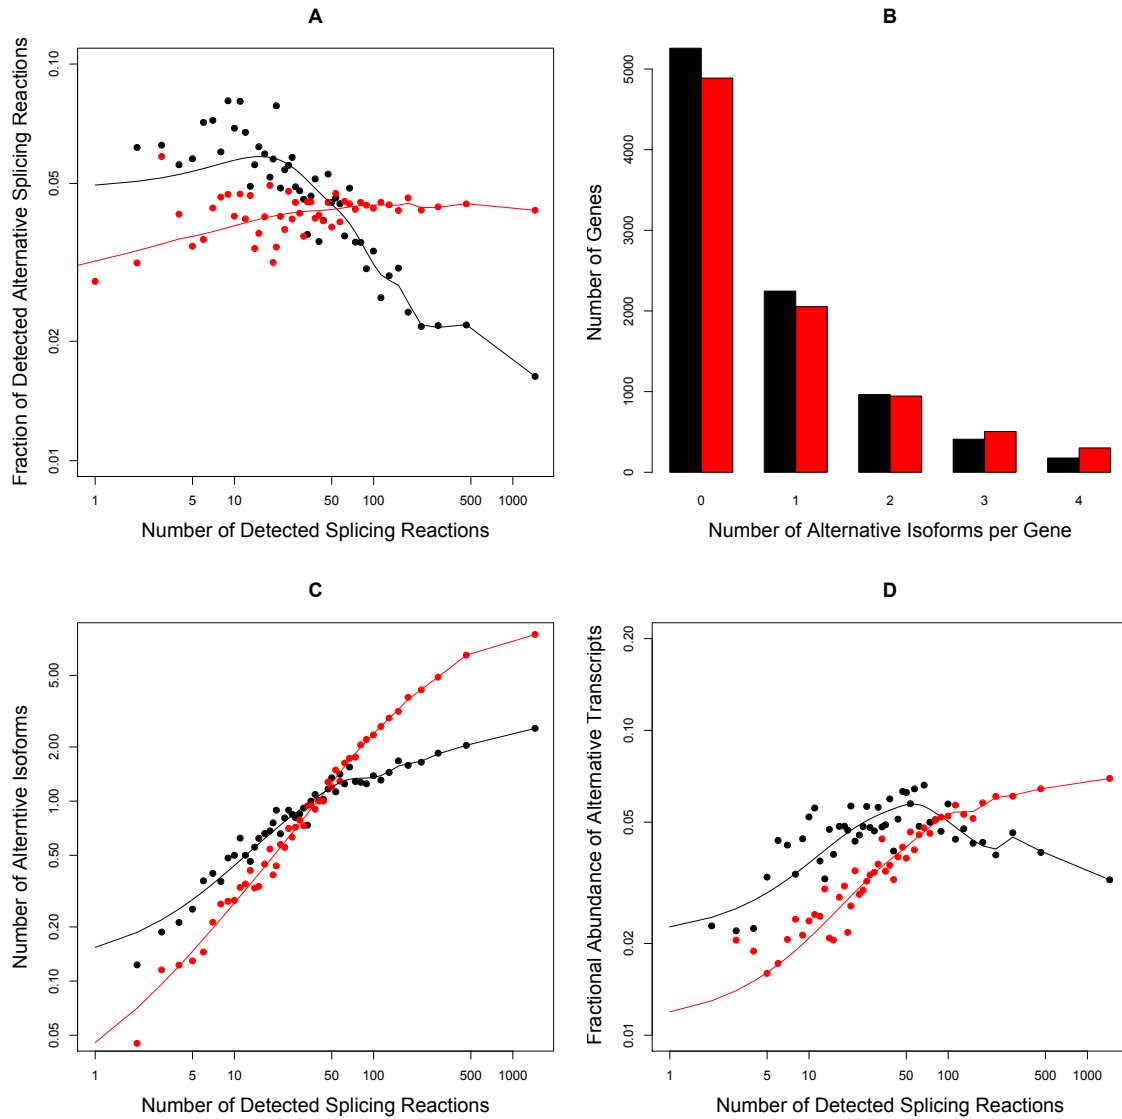 A
Fraction of Detected Alternative Splicing Reactions
0.10
0.05
0.02
0.01
1 5 10 50 100 500 1000
Number of Detected Splicing Reactions
B
Number of Genes
5000
4000
3000
2000
1000
0
0 1 2 3 4
Number of Alternative Isoforms per Gene
C
Number of Alterntive Isoforms
5.00
2.00
1.00
0.50
0.20
0.10
0.05
1 5 10 50 100 500 1000
Number of Detected Splicing Reactions
D
Fractional Abundance of Alternative Transcripts
0.20
0.10
0.05
0.02
0.01
1 5 10 50 100 500 1000
Number of Detected Splicing Reactions